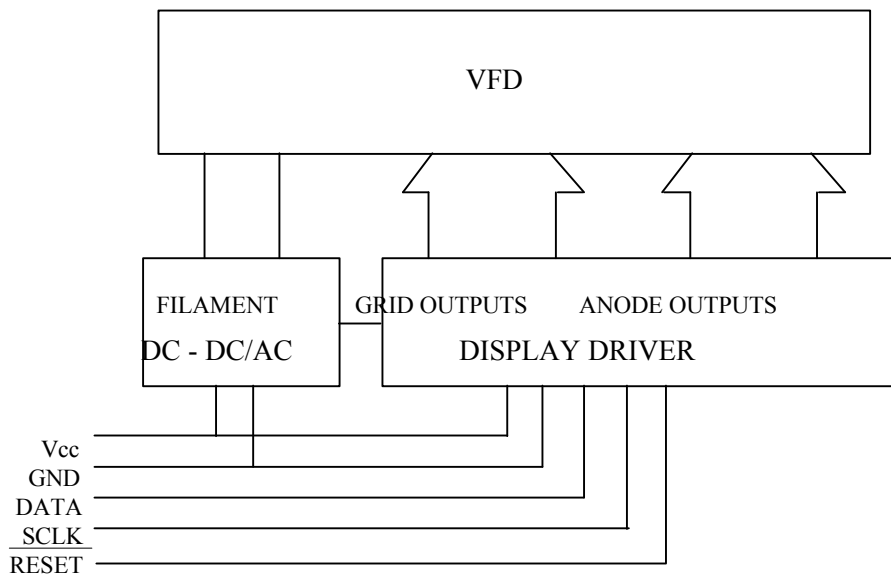 VFD
FILAMENT GRID OUTPUTS ANODE OUTPUTS
DC - DC/AC DISPLAY DRIVER
Vcc
GND
DATA
SCLK
RESET